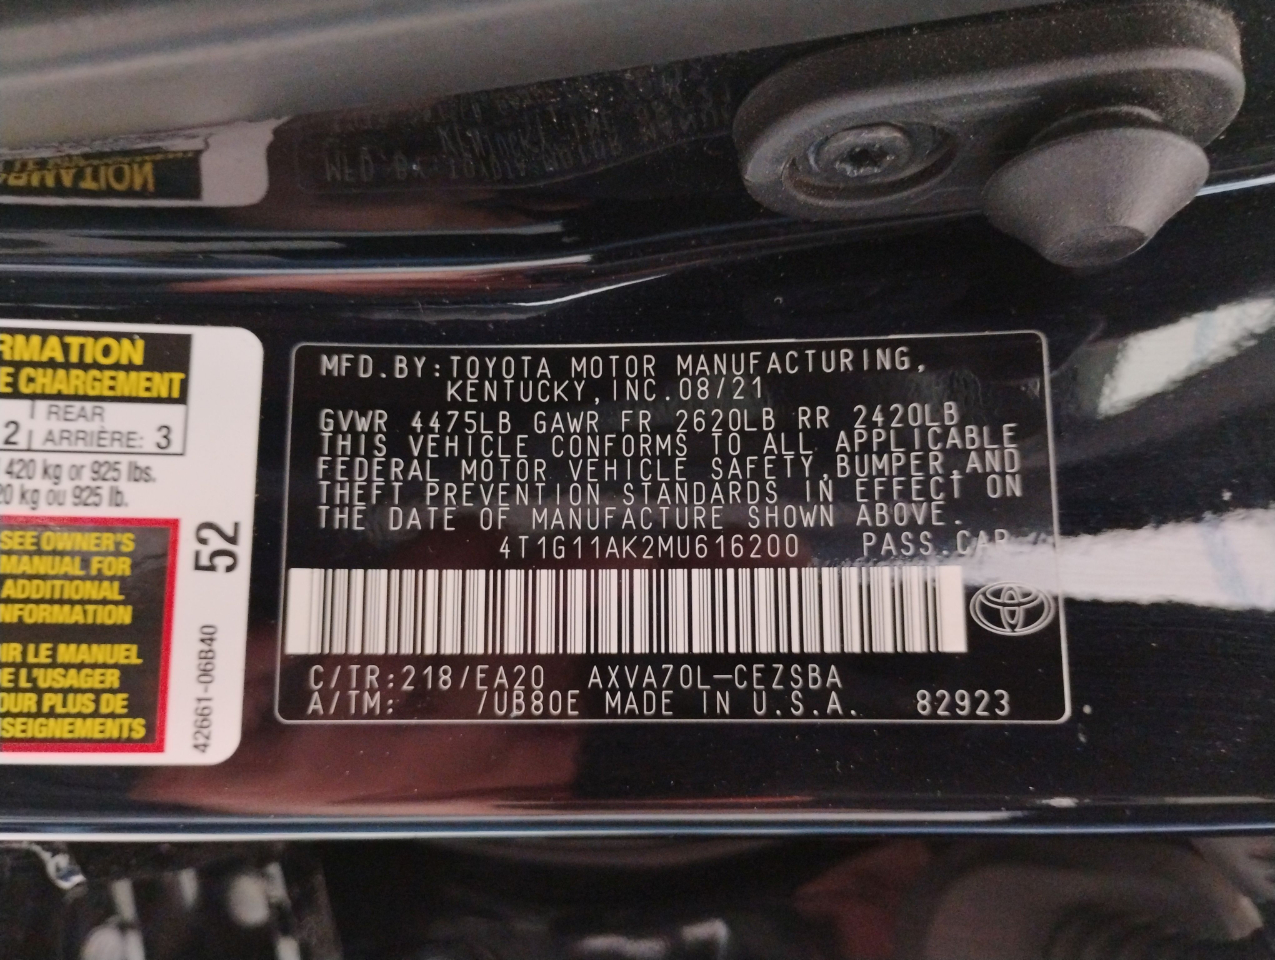 RMATION
E CHARGEMENT
REAR
2 ARRIÈRE: 3
420 kg or 925 lbs.
20 kg ou 925 lb.
SEE OWNER'S
MANUAL FOR
ADDITIONAL
NFORMATION
IR LE MANUEL
E L'USAGER
OUR PLUS DE
SEIGNEMENTS
52
42661-06B40
MFD.BY:TOYOTA MOTOR MANUFACTURING,
KENTUCKY,INC.08/21
GVWR 4475LB GAWR FR 2620LB RR 2420LB
THIS VEHICLE CONFORMS TO ALL APPLICABLE
FEDERAL MOTOR VEHICLE SAFETY,BUMPER,AND
THEFT PREVENTION STANDARDS IN EFFECT ON
THE DATE OF MANUFACTURE SHOWN ABOVE.
4T1G11AK2MU616200 PASS.CAR
C/TR:218/EA20 AXVA70L-CEZSBA
A/TM: /UB80E MADE IN U.S.A. 82923